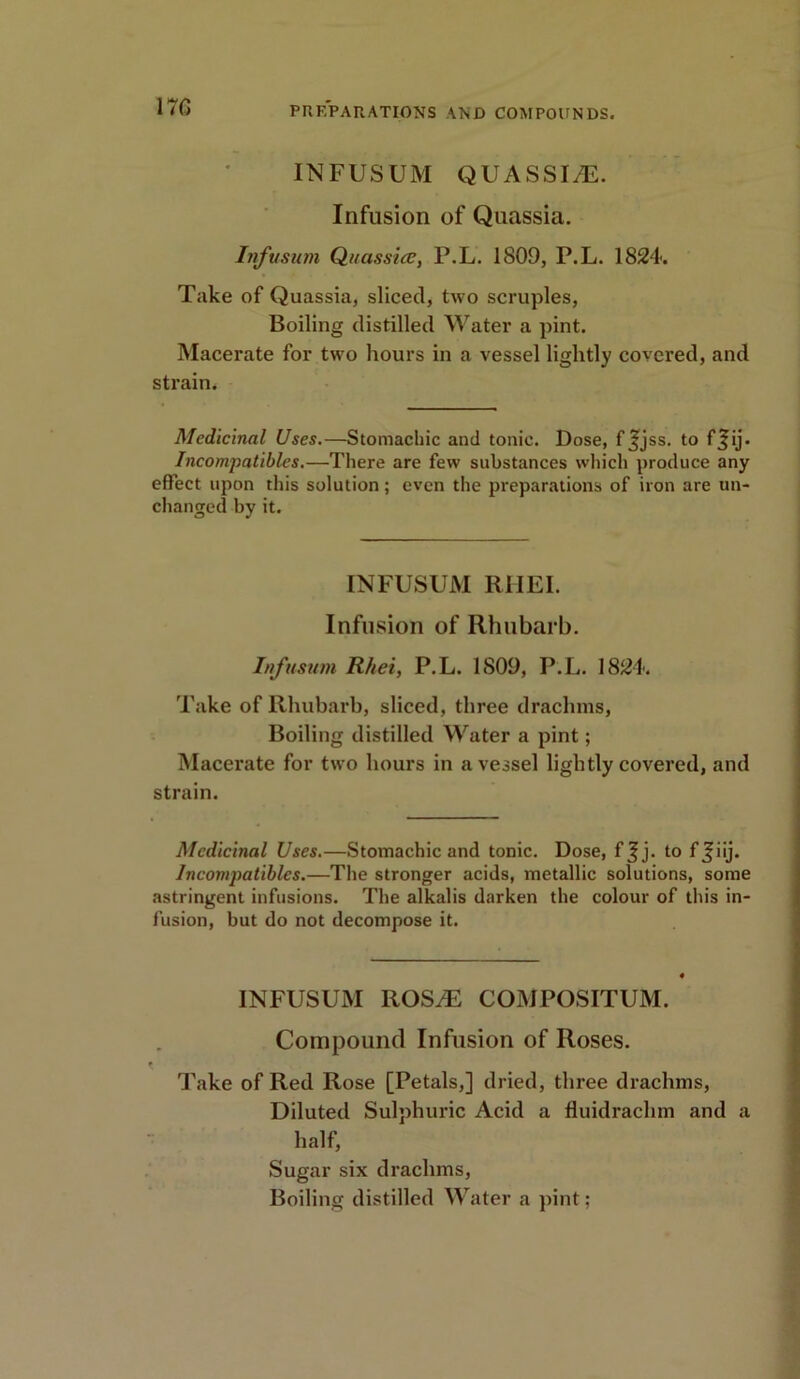 176 PREPARATIONS AND COMPOUNDS.
INFUSUM QUASSIÆ.
Infusion of Quassia.
Infusum Quassiæ, P.L. 1809, P.L. 1824.
Take of Quassia, sliced, two scruples,
Boiling distilled Water a pint.
Macerate for two hours in a vessel lightly covered, and
strain.
Medicinal Uses.—Stomachic and tonic. Dose, f℥jss. to f℥ij.
Incompatibles.—There are few substances which produce any
effect upon this solution; even the preparations of iron are un-
changed by it.
INFUSUM RHEI.
Infusion of Rhubarb.
Infusum Rhei, P.L. 1809, P.L. 1824.
Take of Rhubarb, sliced, three drachms,
Boiling distilled Water a pint;
Macerate for two hours in a vessel lightly covered, and
strain.
Medicinal Uses.—Stomachic and tonic. Dose, f℥j. to f℥iij.
Incompatibles.—The stronger acids, metallic solutions, some
astringent infusions. The alkalis darken the colour of this in-
fusion, but do not decompose it.
INFUSUM ROSÆ COMPOSITUM.
Compound Infusion of Roses.
Take of Red Rose [Petals,] dried, three drachms,
Diluted Sulphuric Acid a fluidrachm and a
half,
Sugar six drachms,
Boiling distilled Water a pint;